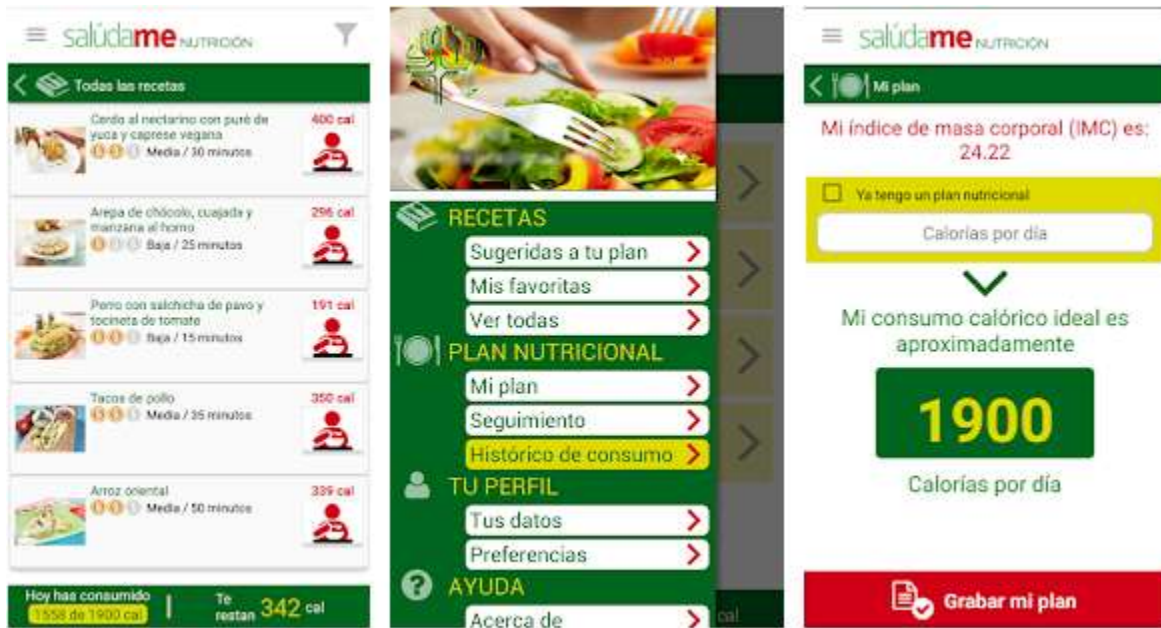 salúdame NUTRICIÓN
Todas las recetas
Cerdo al nectarino con puré de
yuca y caprese vegana
400 cal
Media / 30 minutos
Arepa de chócolo, cuajada y
manzana al horno
296 cal
Baja / 25 minutos
Perro con salchicha de pavo y
tocineta de tomate
191 cal
Baja / 15 minutos
Tacos de pollo
350 cal
Media / 35 minutos
Arroz oriental
339 cal
Media / 50 minutos
Hoy has consumido
1558 de 1900 cal
Te
restan 342 cal
RECETAS
Sugeridas a tu plan
Mis favoritas
Ver todas
PLAN NUTRICIONAL
Mi plan
Seguimiento
Histórico de consumo
TU PERFIL
Tus datos
Preferencias
AYUDA
Acerca de
cal
salúdame NUTRICIÓN
Mi plan
Mi índice de masa corporal (IMC) es:
24.22
Ya tengo un plan nutricional
Calorías por día
Mi consumo calórico ideal es
aproximadamente
1900
Calorías por día
Grabar mi plan